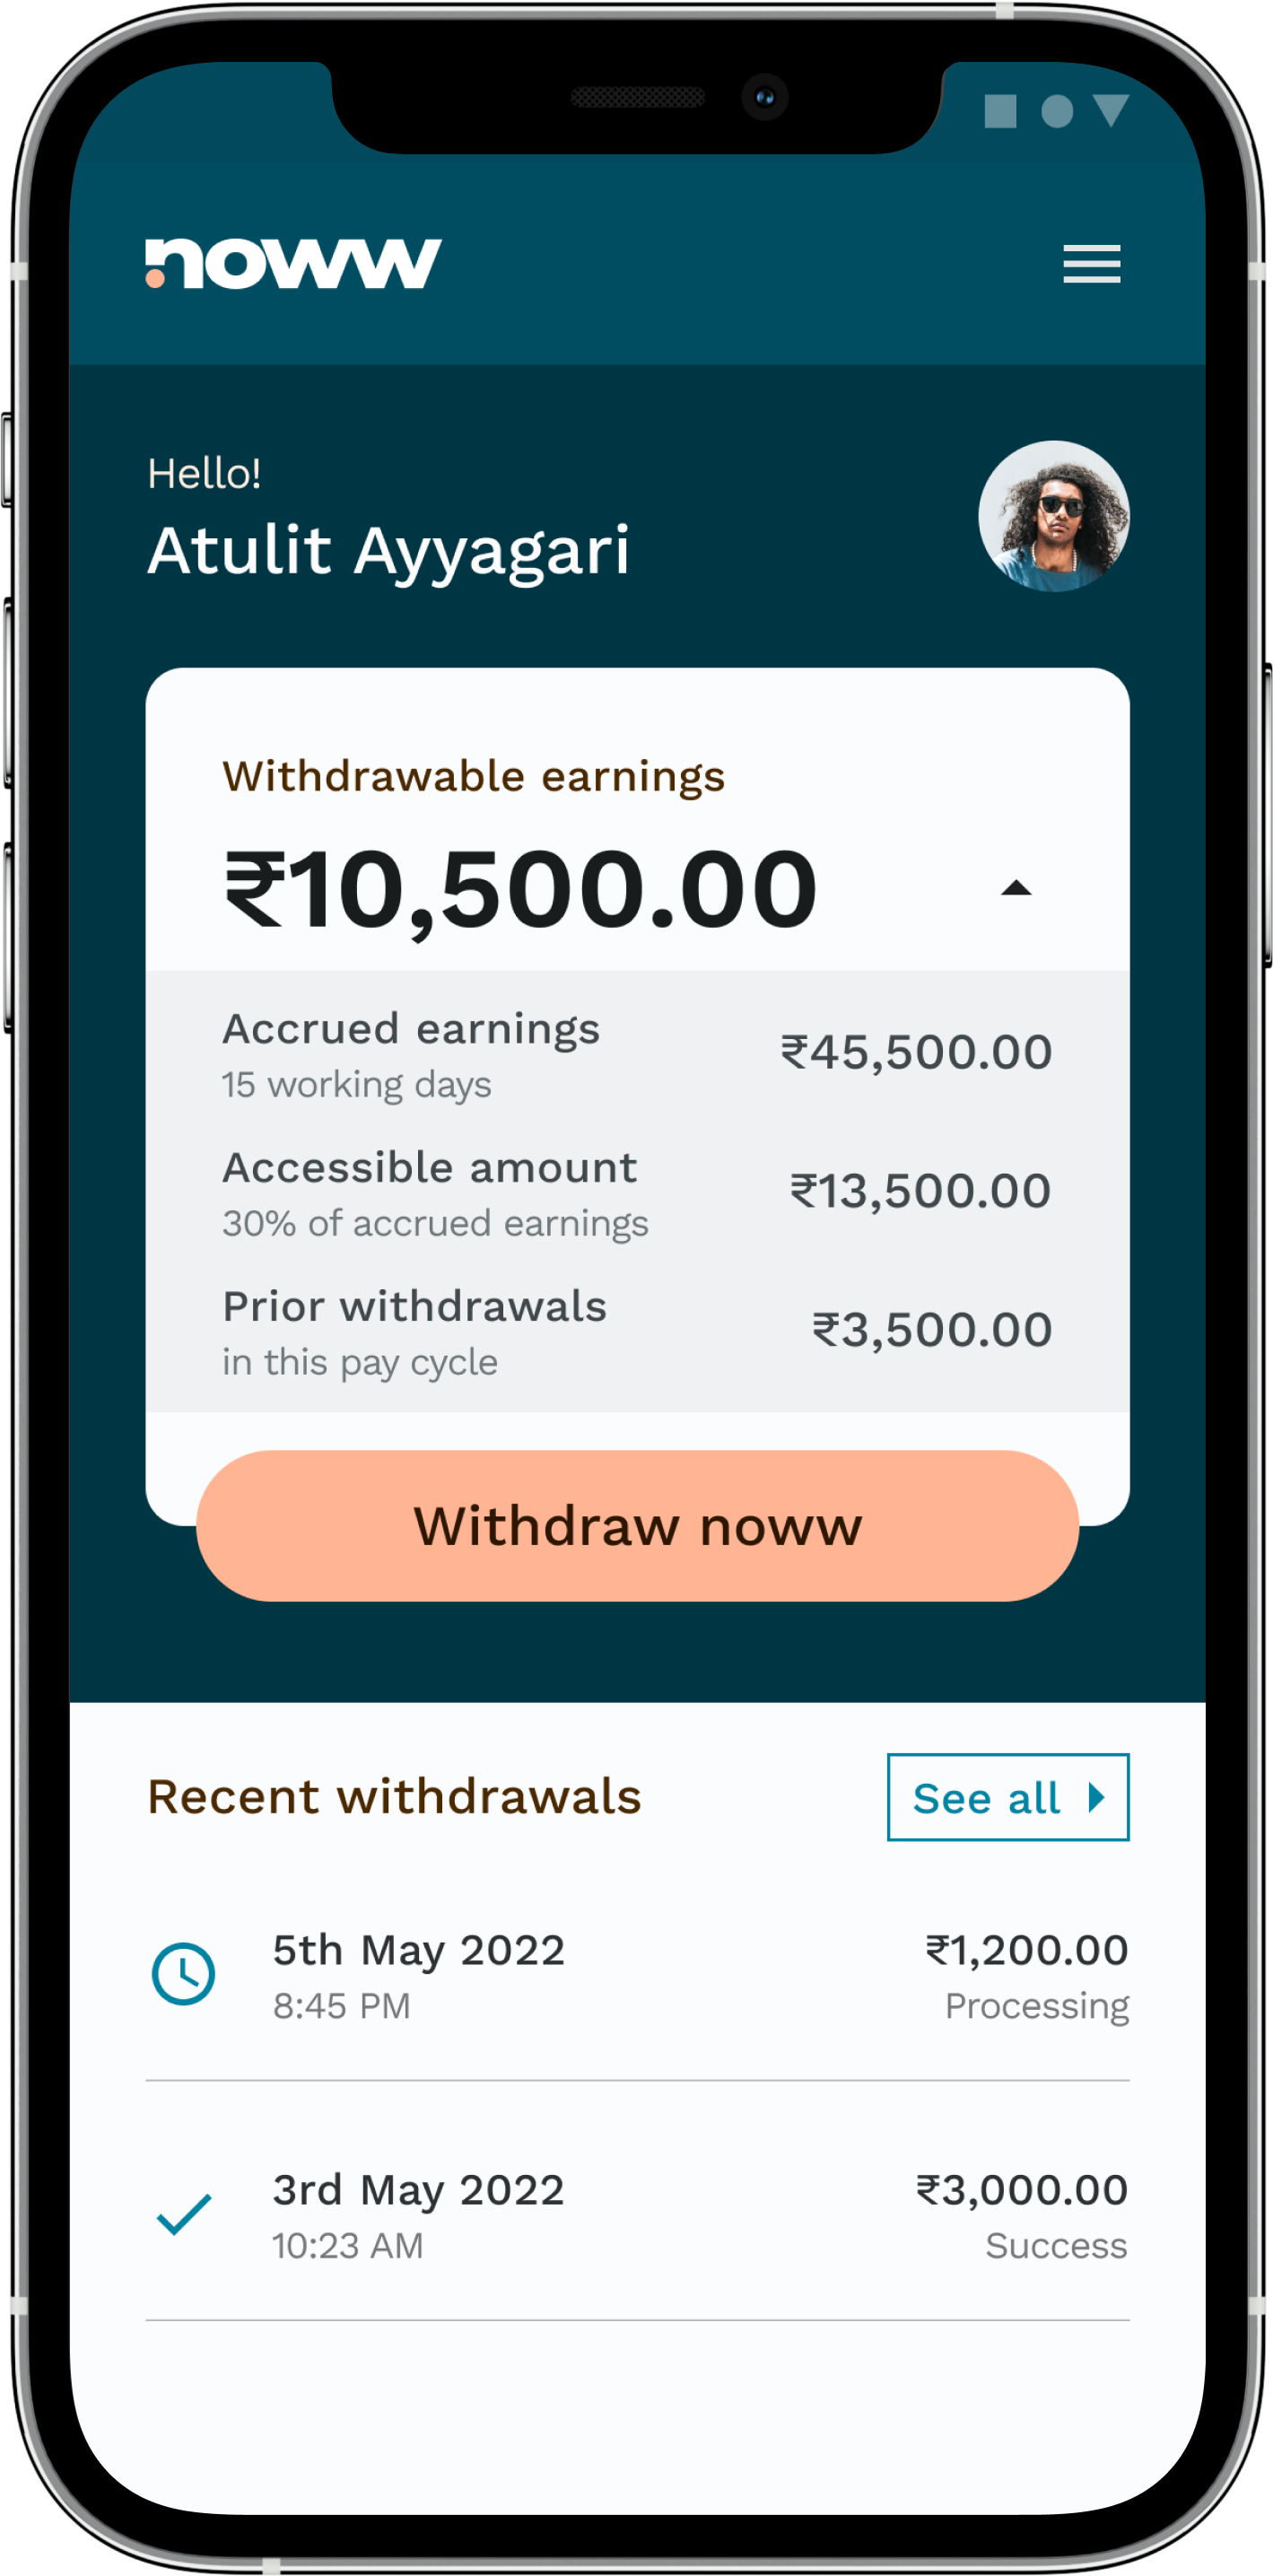 noww
Hello!
Atulit Ayyagari
Withdrawable earnings
₹10,500.00
Accrued earnings
₹45,500.00
15 working days
Accessible amount
₹13,500.00
30% of accrued earnings
Prior withdrawals
₹3,500.00
in this pay cycle
Withdraw noww
Recent withdrawals
See all
5th May 2022
₹1,200.00
8:45 PM
Processing
3rd May 2022
₹3,000.00
10:23 AM
Success